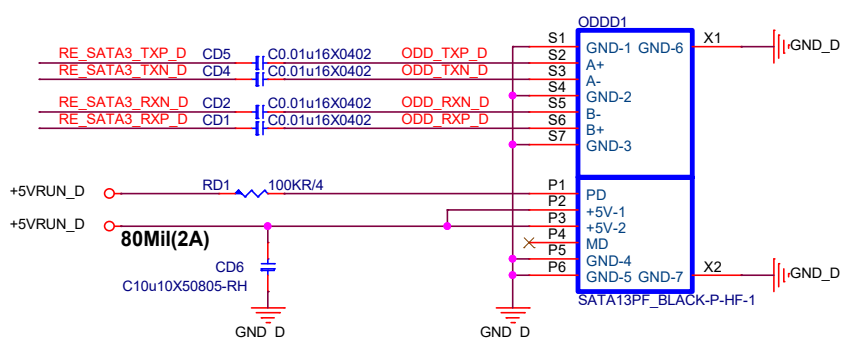 ODDD1
RE_SATA3_TXP_D CD5 C0.01u16X0402 ODD_TXP_D S1 GND-1 GND-6 X1 GND_D
RE_SATA3_TXN_D CD4 C0.01u16X0402 ODD_TXN_D S2 A+
S3 A-
S4 GND-2
RE_SATA3_RXN_D CD2 C0.01u16X0402 ODD_RXN_D S5 B-
RE_SATA3_RXP_D CD1 C0.01u16X0402 ODD_RXP_D S6 B+
S7 GND-3
+5VRUN_D RD1 100KR/4 P1 PD
P2 +5V-1
+5VRUN_D 80Mil(2A) P3 +5V-2
P4 MD
CD6 P5 GND-4
C10u10X50805-RH P6 GND-5 GND-7 X2 GND_D
SATA13PF_BLACK-P-HF-1
GND_D GND_D